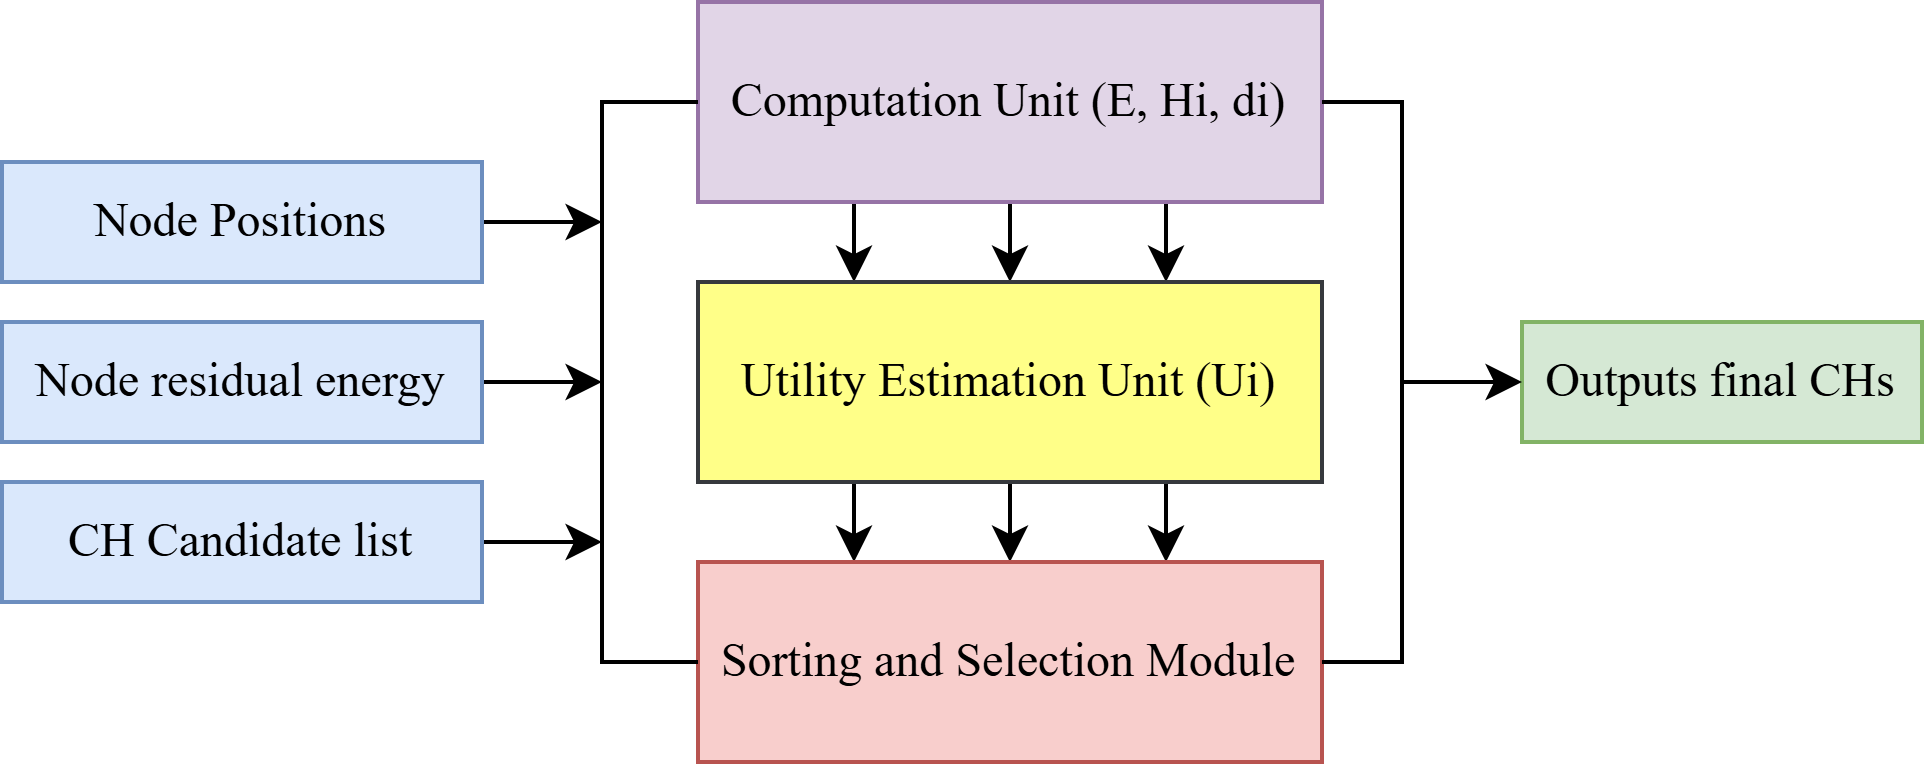 Computation Unit (E, Hi, di)
Node Positions
Node residual energy
CH Candidate list
Utility Estimation Unit (Ui)
Sorting and Selection Module
Outputs final CHs